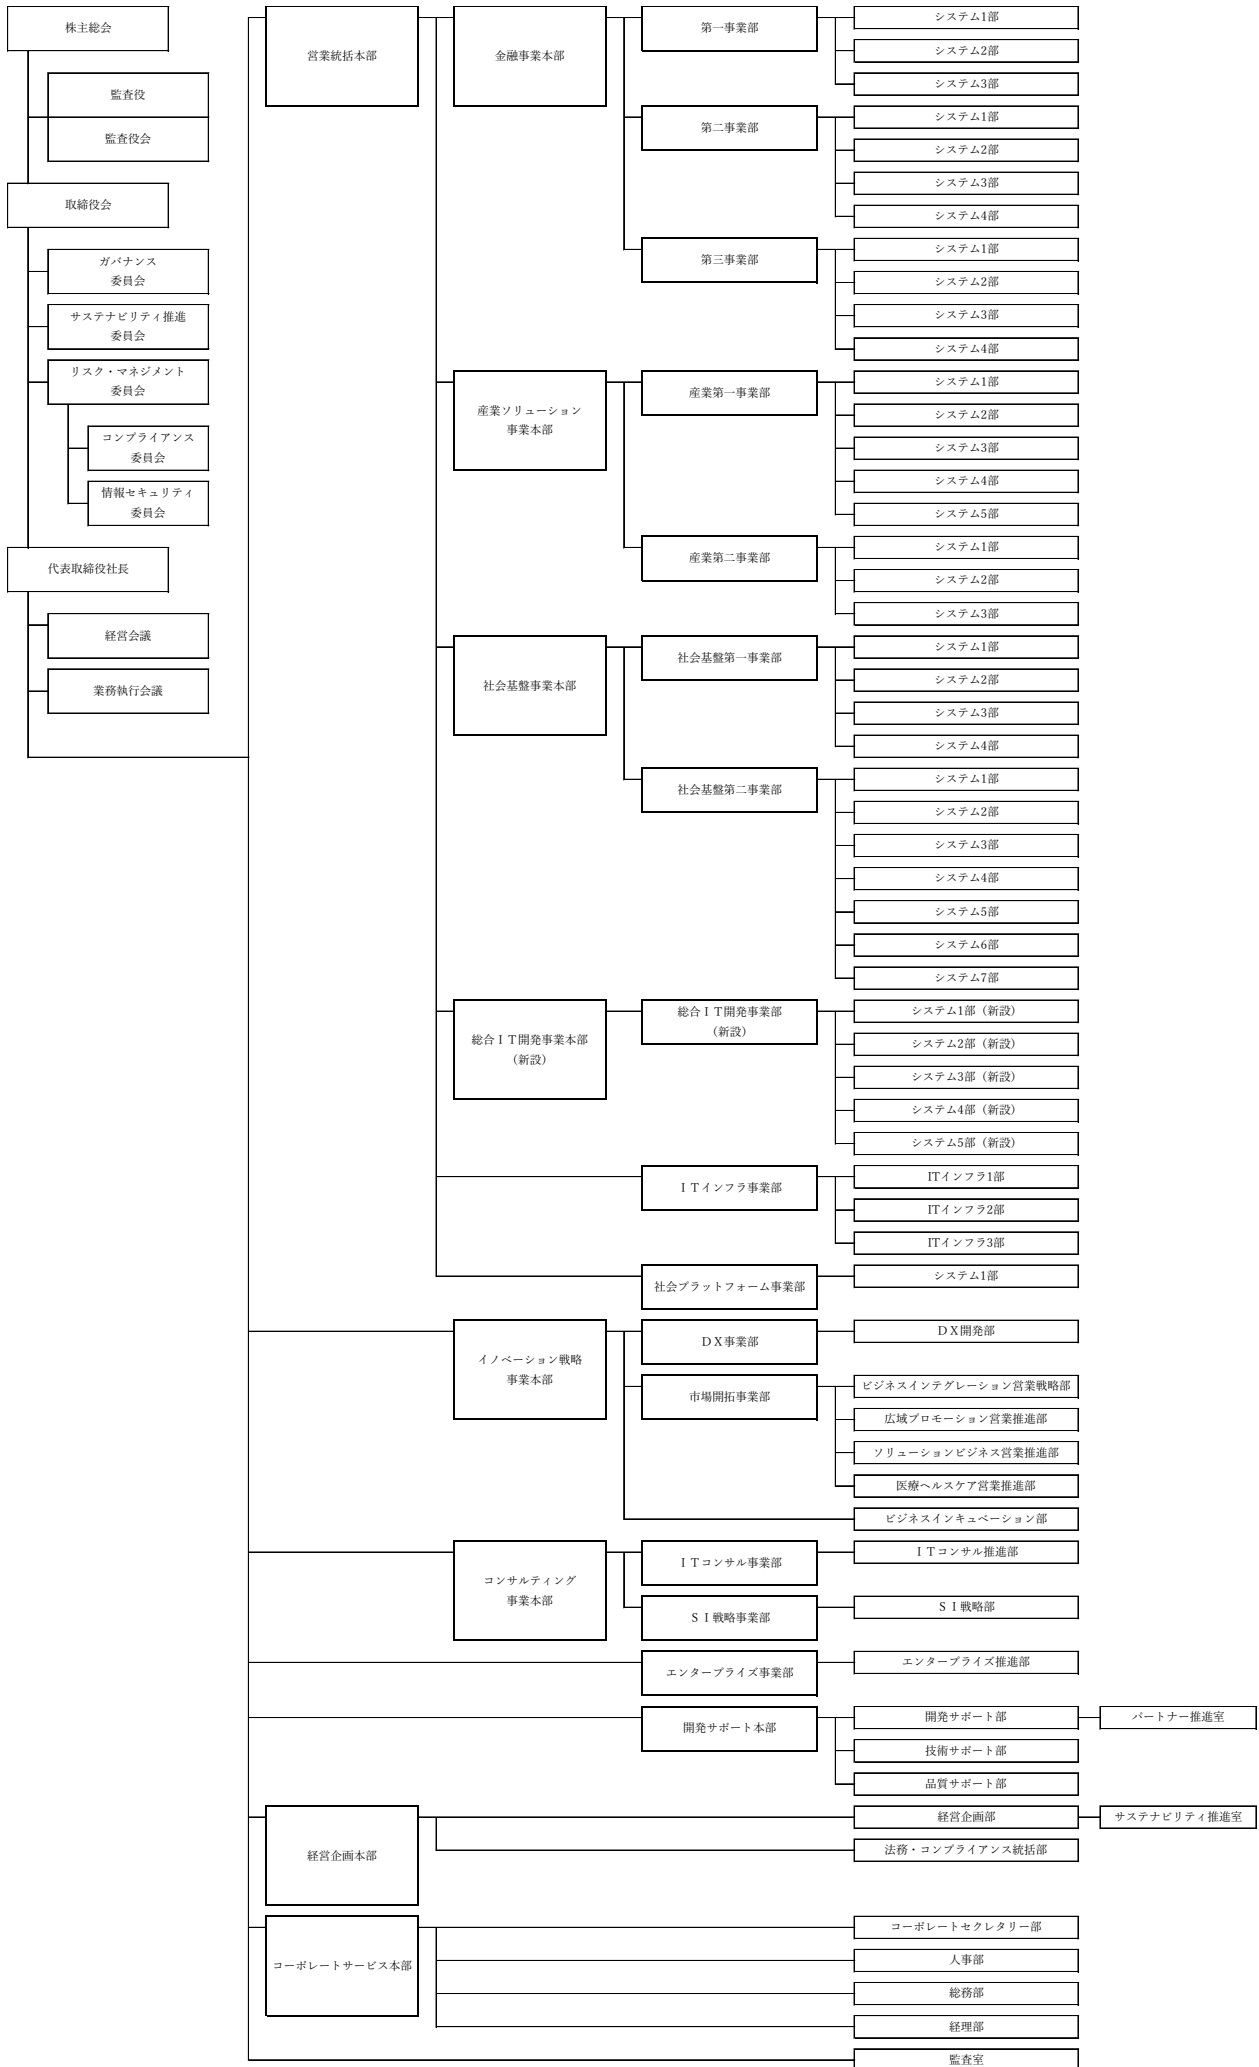 株主総会
監査役
監査役会
取締役会
ガバナンス
委員会
サステナビリティ推進
委員会
リスク・マネジメント
委員会
コンプライアンス
委員会
情報セキュリティ
委員会
代表取締役社長
経営会議
業務執行会議
営業統括本部
金融事業本部
第一事業部
システム1部
システム2部
システム3部
第二事業部
システム1部
システム2部
システム3部
システム4部
第三事業部
システム1部
システム2部
システム3部
システム4部
産業ソリューション
事業本部
産業第一事業部
システム1部
システム2部
システム3部
システム4部
システム5部
産業第二事業部
システム1部
システム2部
システム3部
社会基盤事業本部
社会基盤第一事業部
システム1部
システム2部
システム3部
システム4部
社会基盤第二事業部
システム1部
システム2部
システム3部
システム4部
システム5部
システム6部
システム7部
総合ＩＴ開発事業本部
（新設）
総合ＩＴ開発事業部
（新設）
システム1部（新設）
システム2部（新設）
システム3部（新設）
システム4部（新設）
システム5部（新設）
ＩＴインフラ事業部
ITインフラ1部
ITインフラ2部
ITインフラ3部
社会プラットフォーム事業部
システム1部
イノベーション戦略
事業本部
ＤＸ事業部
ＤＸ開発部
市場開拓事業部
ビジネスインテグレーション営業戦略部
広域プロモーション営業推進部
ソリューションビジネス営業推進部
医療ヘルスケア営業推進部
ビジネスインキュベーション部
コンサルティング
事業本部
ＩＴコンサル事業部
ＩＴコンサル推進部
ＳＩ戦略事業部
ＳＩ戦略部
エンタープライズ事業部
エンタープライズ推進部
開発サポート本部
開発サポート部
パートナー推進室
技術サポート部
品質サポート部
経営企画本部
経営企画部
サステナビリティ推進室
法務・コンプライアンス統括部
コーポレートサービス本部
コーポレートセクレタリー部
人事部
総務部
経理部
監査室